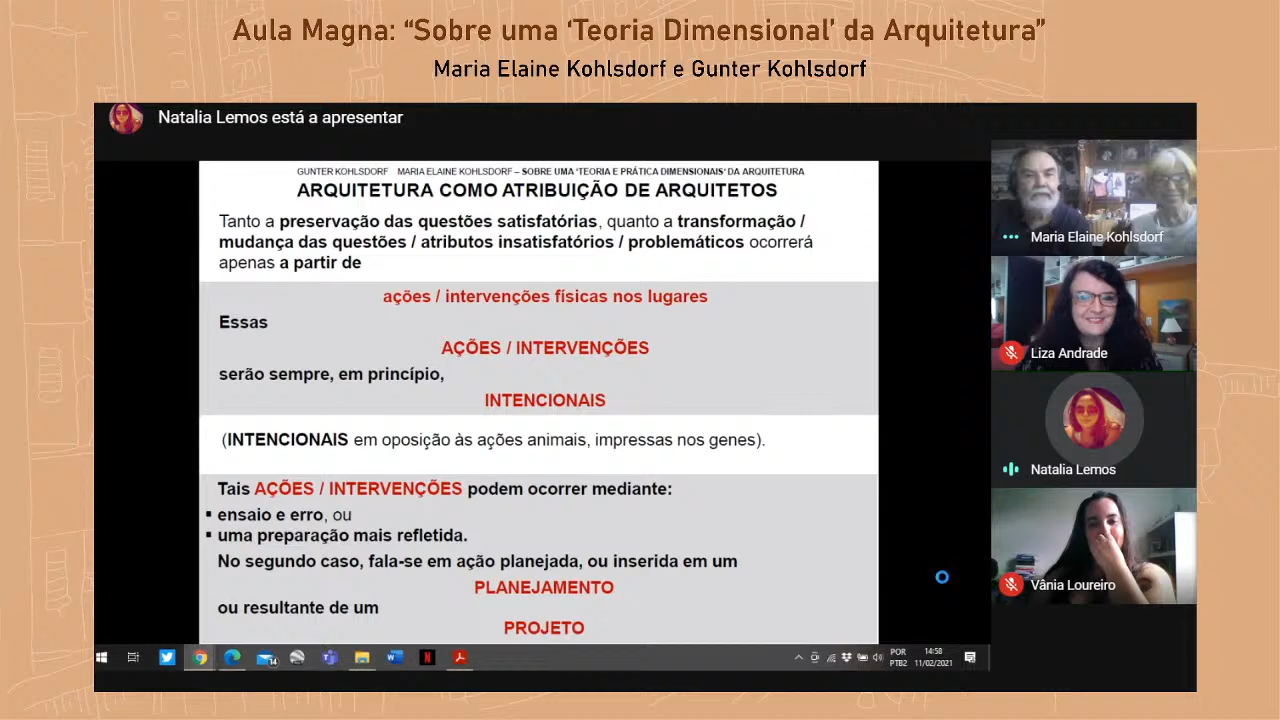 Aula Magna: “Sobre uma ‘Teoria Dimensional’ da Arquitetura”
Maria Elaine Kohlsdorf e Gunter Kohlsdorf
Natalia Lemos está a apresentar
GUNTER KOHLSDORF MARIA ELAINE KOHLSDORF – SOBRE UMA ‘TEORIA E PRÁTICA DIMENSIONAIS’ DA ARQUITETURA
ARQUITETURA COMO ATRIBUIÇÃO DE ARQUITETOS
Tanto a preservação das questões satisfatórias, quanto a transformação /
mudança das questões / atributos insatisfatórios / problemáticos ocorrerá
apenas a partir de
ações / intervenções físicas nos lugares
Essas
AÇÕES / INTERVENÇÕES
serão sempre, em princípio,
INTENCIONAIS
(INTENCIONAIS em oposição às ações animais, impressas nos genes).
Tais AÇÕES / INTERVENÇÕES podem ocorrer mediante:
▪ ensaio e erro, ou
▪ uma preparação mais refletida.
No segundo caso, fala-se em ação planejada, ou inserida em um
PLANEJAMENTO
ou resultante de um
PROJETO
Maria Elaine Kohlsdorf
Liza Andrade
Natalia Lemos
Vânia Loureiro
14
POR
PTB2
14:58
11/02/2021